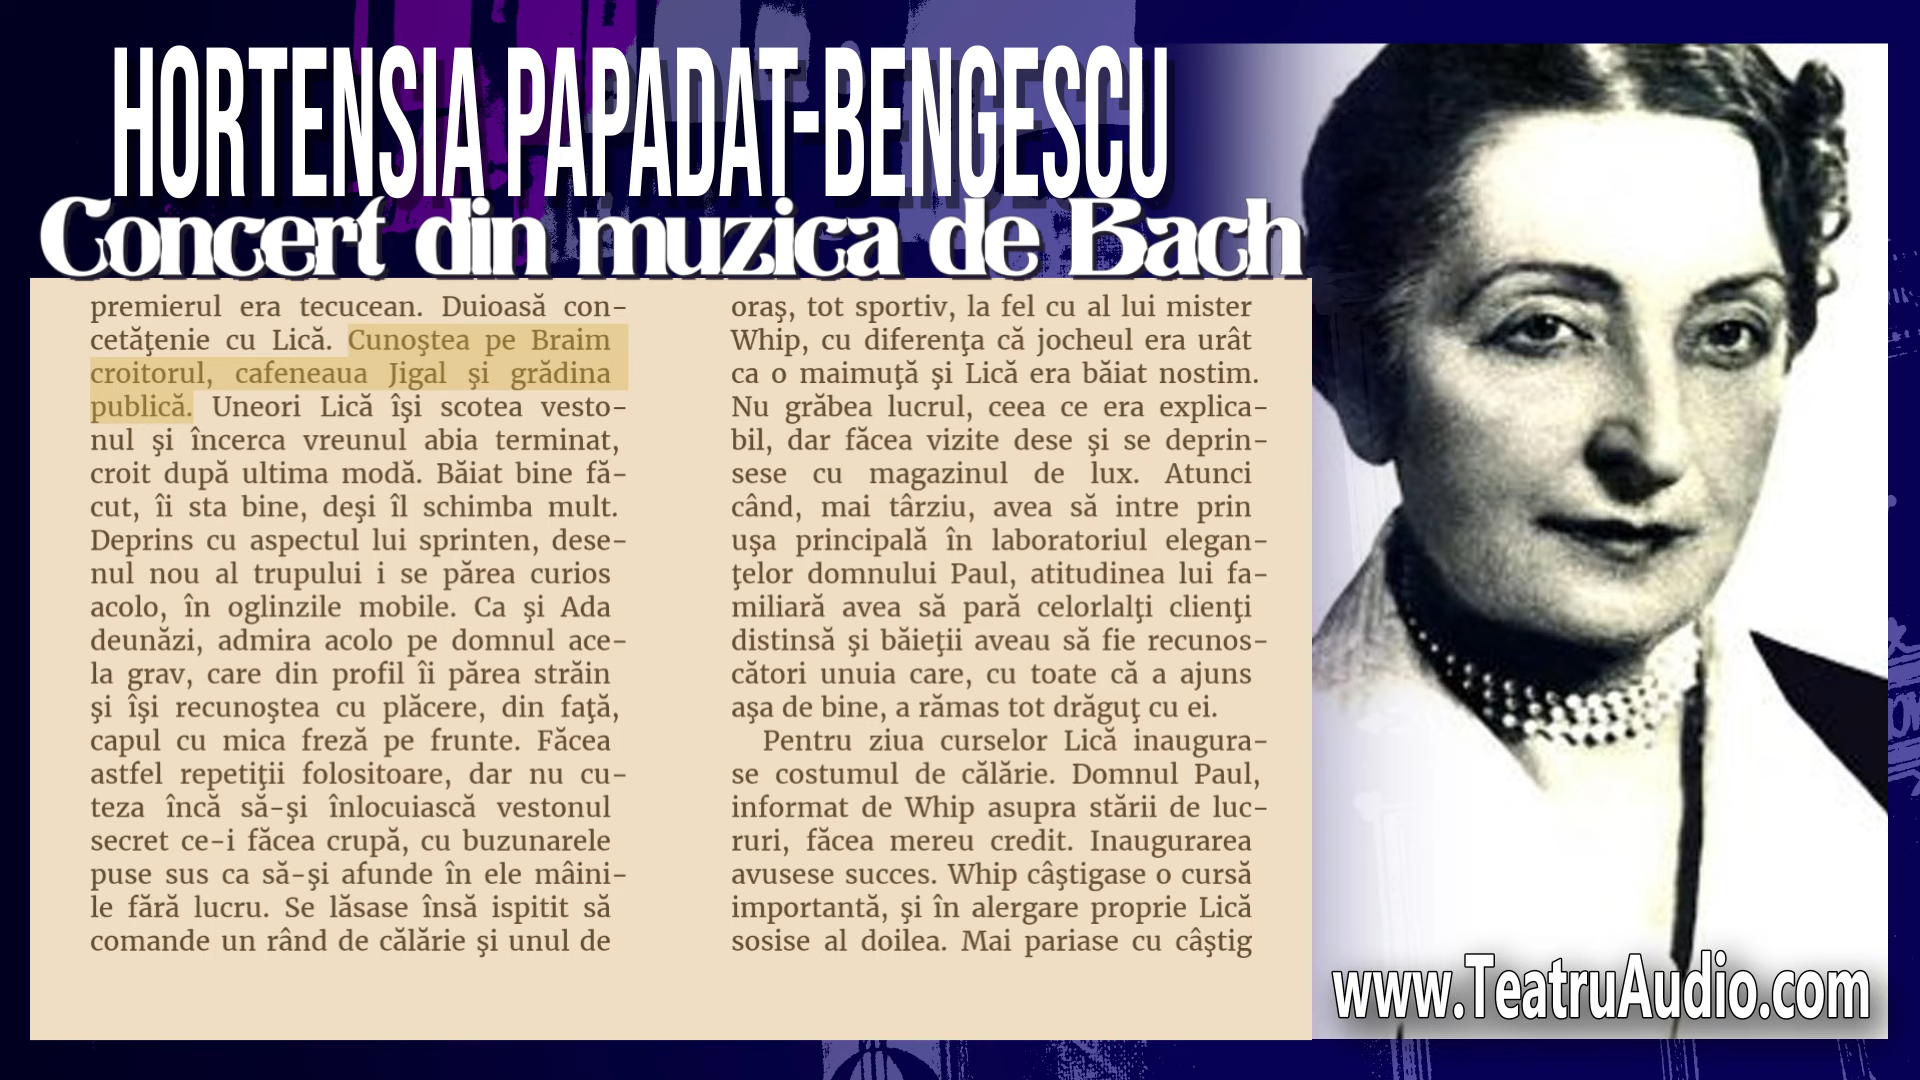 HORTENSIA PAPADAT-BENGESCU
Concert din muzica de Bach
premierul era tecucean. Duioasă con-
cetăţenie cu Lică. Cunoştea pe Braim
croitorul, cafeneaua Jigal şi grădina
publică. Uneori Lică îşi scotea vesto-
nul şi încerca vreunul abia terminat,
croit după ultima modă. Băiat bine fă-
cut, îi sta bine, deşi îl schimba mult.
Deprins cu aspectul lui sprinten, dese-
nul nou al trupului i se părea curios
acolo, în oglinzile mobile. Ca şi Ada
deunăzi, admira acolo pe domnul ace-
la grav, care din profil îi părea străin
şi îşi recunoştea cu plăcere, din faţă,
capul cu mica freză pe frunte. Făcea
astfel repetiţii folositoare, dar nu cu-
teza încă să-şi înlocuiască vestonul
secret ce-i făcea crupă, cu buzunarele
puse sus ca să-şi afunde în ele mâini-
le fără lucru. Se lăsase însă ispitit să
comande un rând de călărie şi unul de
oraş, tot sportiv, la fel cu al lui mister
Whip, cu diferenţa că jocheul era urât
ca o maimuţă şi Lică era băiat nostim.
Nu grăbea lucrul, ceea ce era explica-
bil, dar făcea vizite dese şi se deprin-
sese cu magazinul de lux. Atunci
când, mai târziu, avea să intre prin
uşa principală în laboratoriul elegan-
ţelor domnului Paul, atitudinea lui fa-
miliară avea să pară celorlalţi clienţi
distinsă şi băieţii aveau să fie recunos-
cători unuia care, cu toate că a ajuns
aşa de bine, a rămas tot drăguţ cu ei.
Pentru ziua curselor Lică inaugura-
se costumul de călărie. Domnul Paul,
informat de Whip asupra stării de luc-
ruri, făcea mereu credit. Inaugurarea
avusese succes. Whip câştigase o cursă
importantă, şi în alergare proprie Lică
sosise al doilea. Mai pariase cu câştig
www.TeatruAudio.com